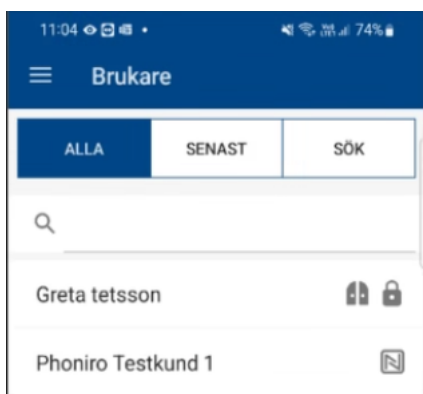 11:04
74%
Brukare
ALLA SENAST SÖK
Greta tetsson
Phoniro Testkund 1